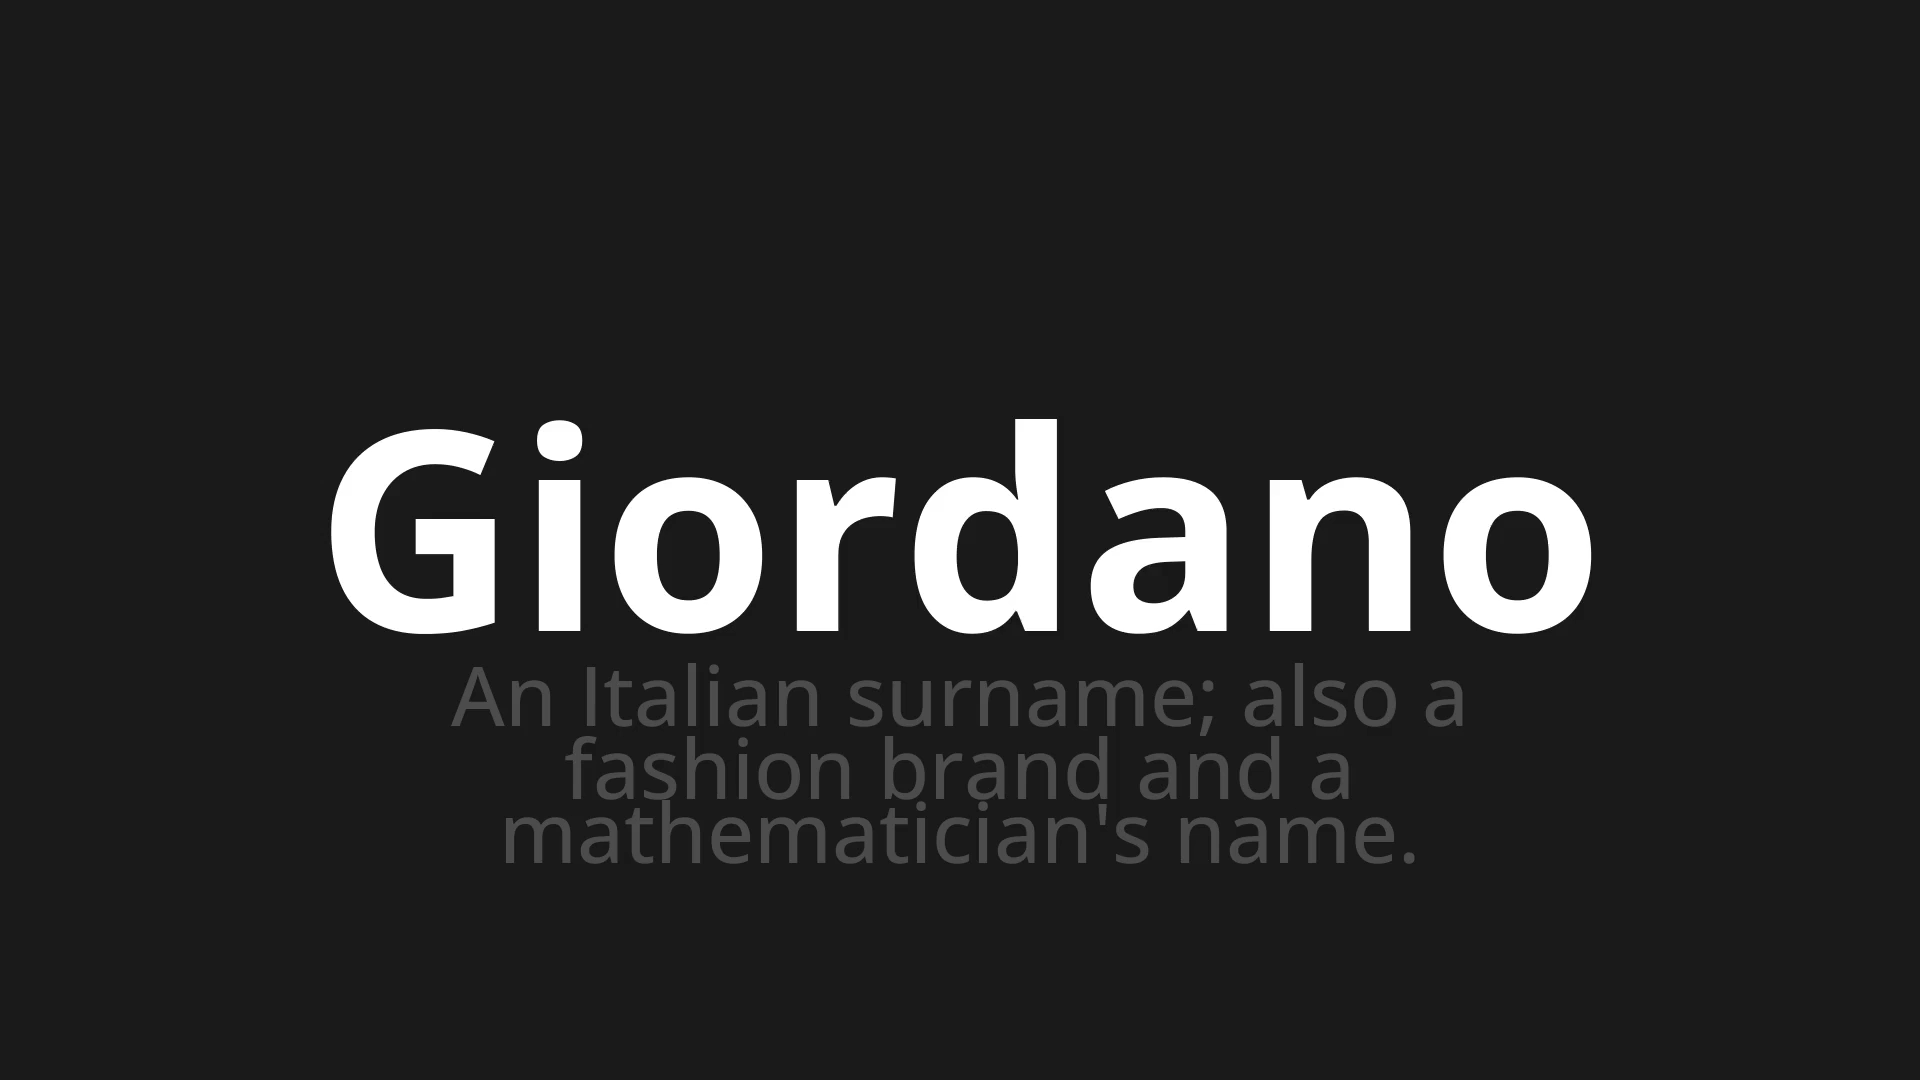 Giordano
An Italian surname; also a
fashion brand and a
mathematician's name.